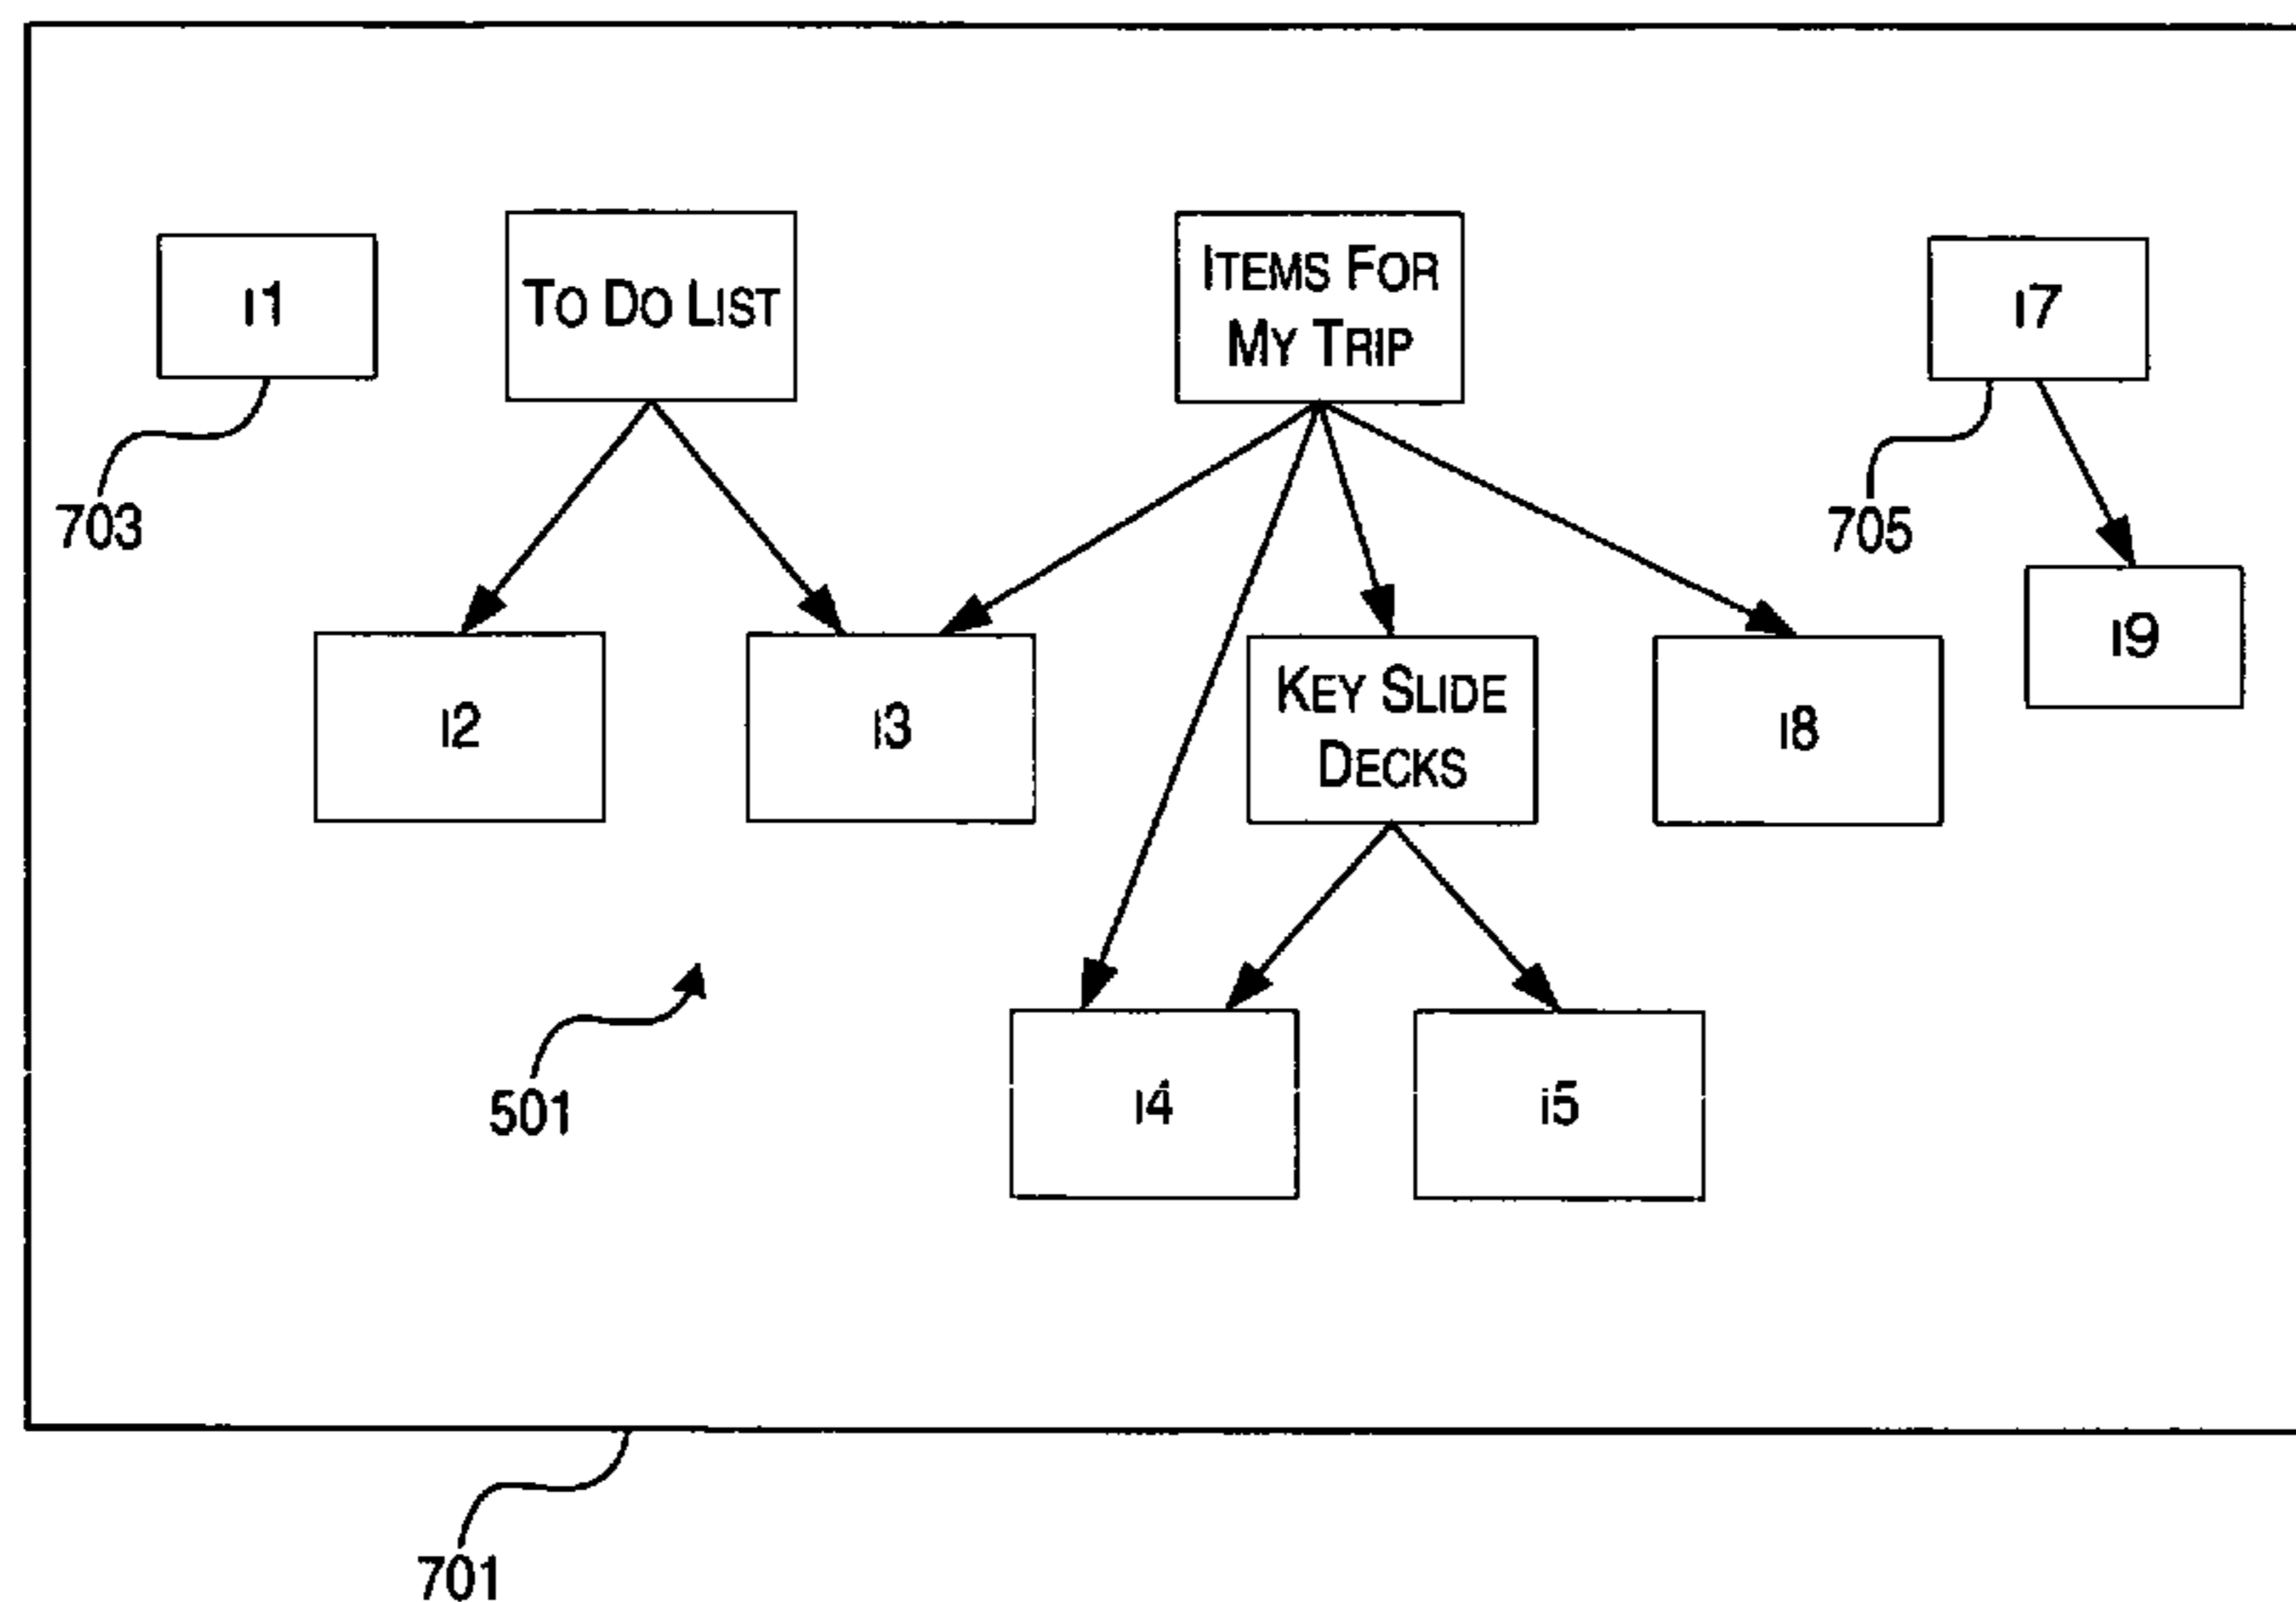 I1
TO DO LIST
ITEMS FOR
MY TRIP
I7
703
705
I9
I2
I3
KEY SLIDE
DECKS
I8
501
I4
I5
701